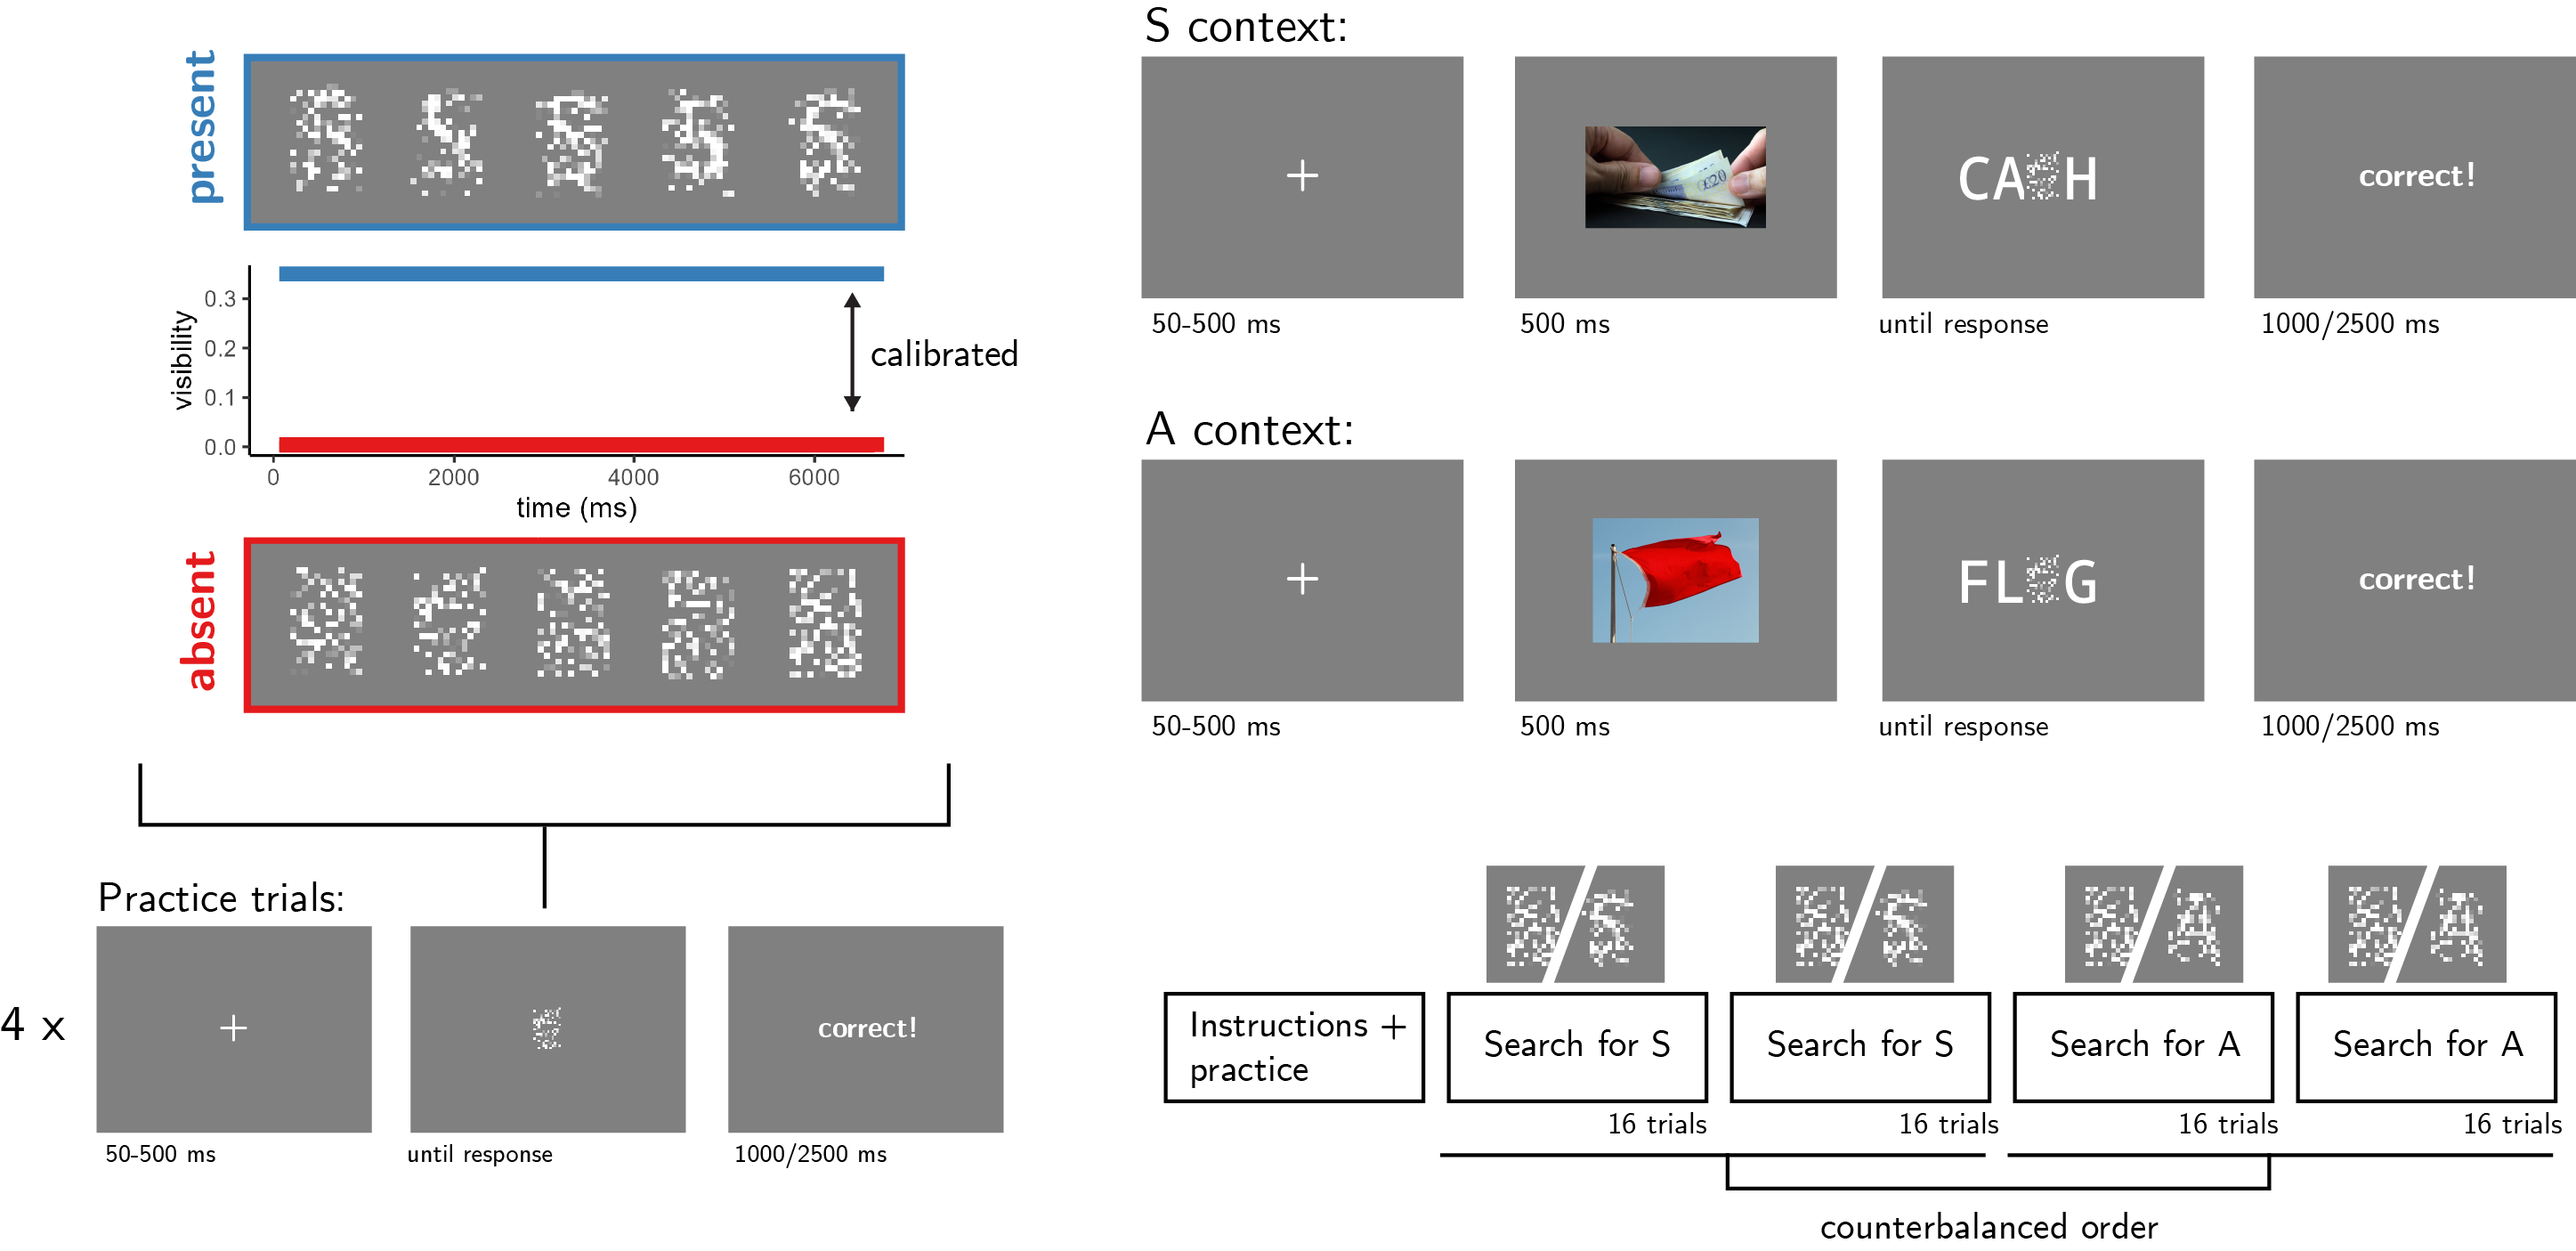 present
visibility
0.3
0.2
0.1
0.0
0
2000
4000
6000
time (ms)
calibrated
absent
Practice trials:
4 x
correct!
50-500 ms
until response
1000/2500 ms
S context:
£20
CA H
correct!
50-500 ms
500 ms
until response
1000/2500 ms
A context:
FL G
correct!
50-500 ms
500 ms
until response
1000/2500 ms
S
S
A
A
Instructions +
practice
Search for S
Search for S
Search for A
Search for A
16 trials
16 trials
16 trials
16 trials
counterbalanced order